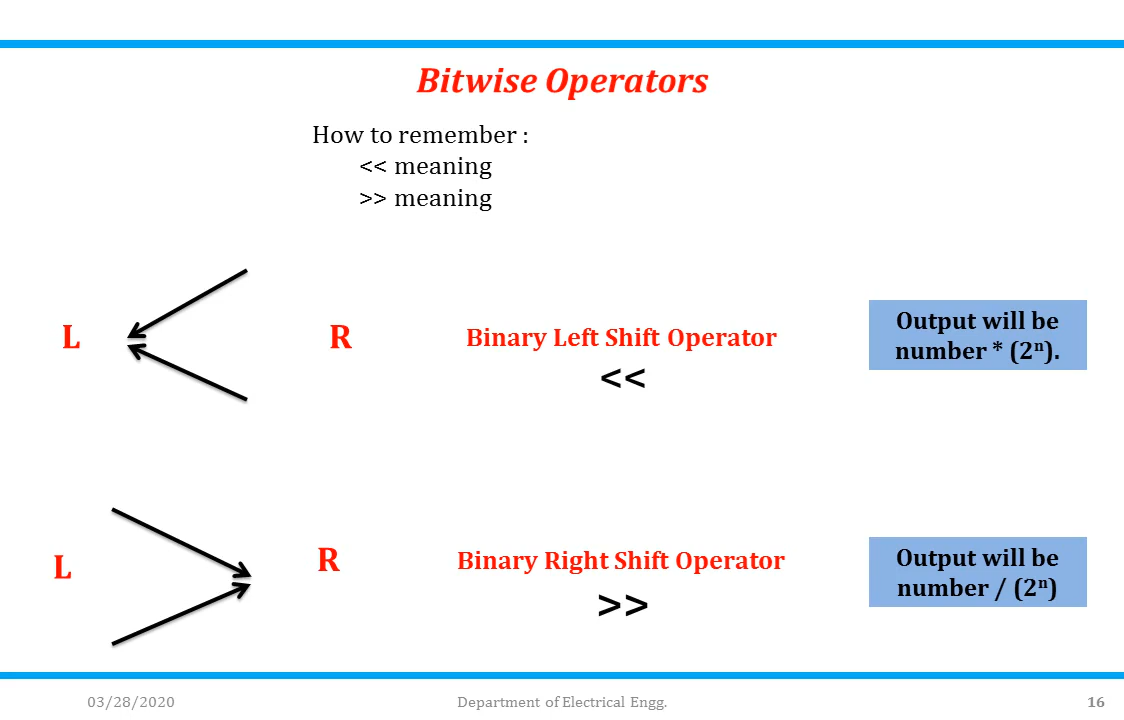 Bitwise Operators
How to remember :
<< meaning
>> meaning
L
R
Binary Left Shift Operator
<<
Output will be
number * (2ⁿ).
L
R
Binary Right Shift Operator
>>
Output will be
number / (2ⁿ)
03/28/2020
Department of Electrical Engg.
16